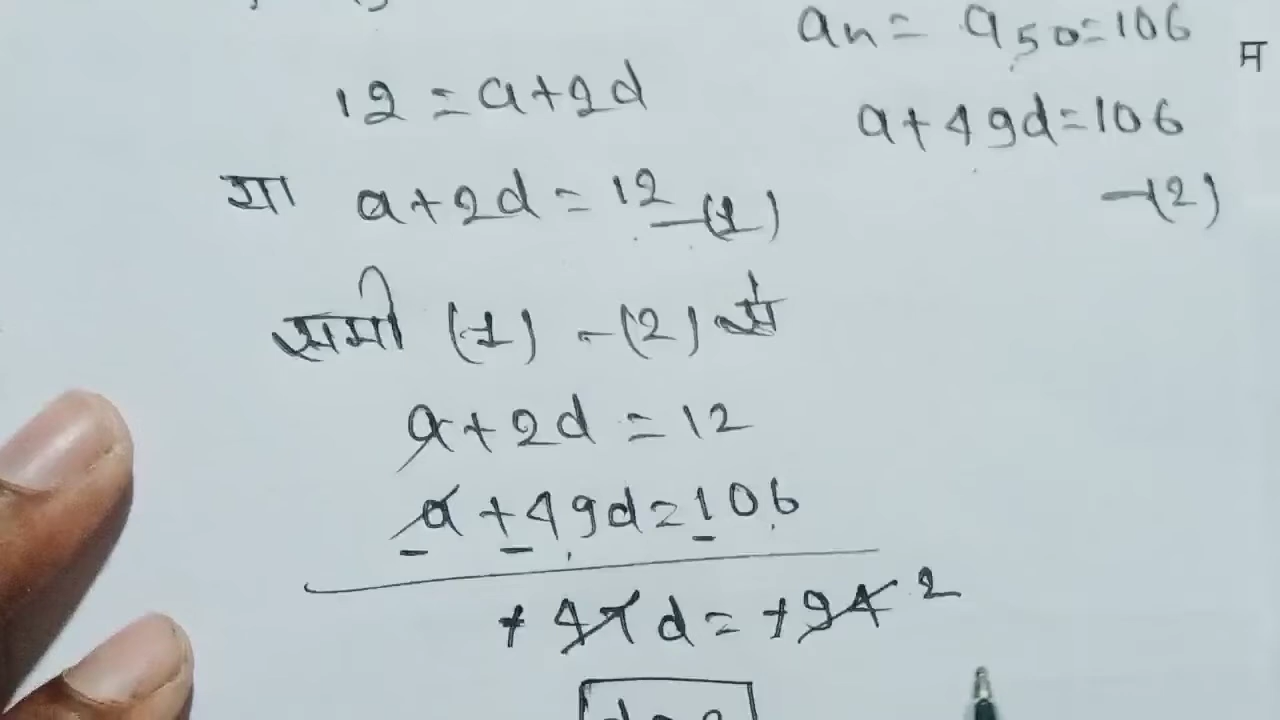 an = a50=106
12 = a+2d
a+49d=106
या a+2d = 12 -(1)
-(2)
समी (1) -(2) से
a+2d = 12
a+49d=106
- - -
+47d=+94 2